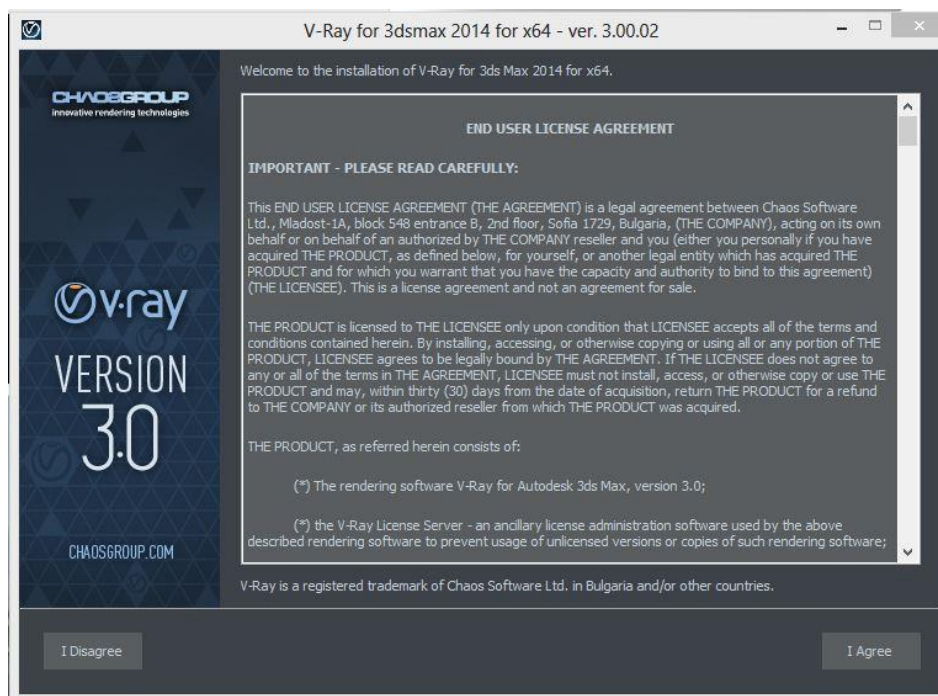 V-Ray for 3dsmax 2014 for x64 - ver. 3.00.02
CHAOSGROUP
innovative rendering technologies
v·ray
VERSION
3.0
CHAOSGROUP.COM
Welcome to the installation of V-Ray for 3ds Max 2014 for x64.
END USER LICENSE AGREEMENT
IMPORTANT - PLEASE READ CAREFULLY:
This END USER LICENSE AGREEMENT (THE AGREEMENT) is a legal agreement between Chaos Software
Ltd., Mladost-1A, block 548 entrance B, 2nd floor, Sofia 1729, Bulgaria, (THE COMPANY), acting on its own
behalf or on behalf of an authorized by THE COMPANY reseller and you (either you personally if you have
acquired THE PRODUCT, as defined below, for yourself, or another legal entity which has acquired THE
PRODUCT and for which you warrant that you have the capacity and authority to bind to this agreement)
(THE LICENSEE). This is a license agreement and not an agreement for sale.
THE PRODUCT is licensed to THE LICENSEE only upon condition that LICENSEE accepts all of the terms and
conditions contained herein. By installing, accessing, or otherwise copying or using all or any portion of THE
PRODUCT, LICENSEE agrees to be legally bound by THE AGREEMENT. If THE LICENSEE does not agree to
any or all of the terms in THE AGREEMENT, LICENSEE must not install, access, or otherwise copy or use THE
PRODUCT and may, within thirty (30) days from the date of acquisition, return THE PRODUCT for a refund
to THE COMPANY or its authorized reseller from which THE PRODUCT was acquired.
THE PRODUCT, as referred herein consists of:
(*) The rendering software V-Ray for Autodesk 3ds Max, version 3.0;
(*) the V-Ray License Server - an ancillary license administration software used by the above
described rendering software to prevent usage of unlicensed versions or copies of such rendering software;
V-Ray is a registered trademark of Chaos Software Ltd. in Bulgaria and/or other countries.
I Disagree
I Agree